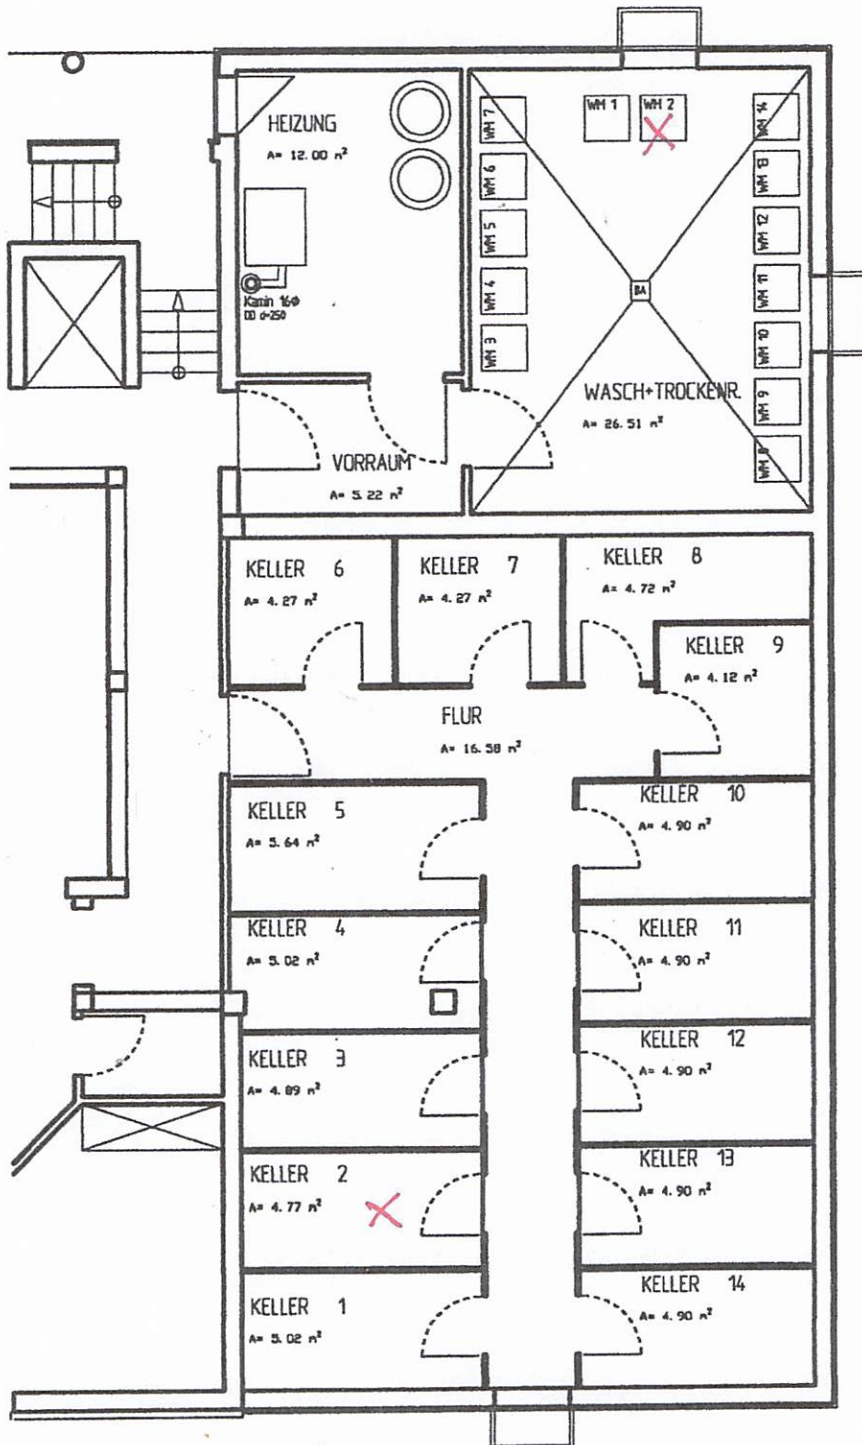 HEIZUNG
A= 12.00 m²
Kamin 16Φ
DD d=250
WM 7
WM 6
WM 5
WM 4
WM 3
WM 1
WM 2
WM 14
WM 13
WM 12
WM 11
WM 10
WM 9
WM 8
BA
WASCH+TROCKENR.
A= 26.51 m²
VORRAUM
A= 5.22 m²
KELLER 6
A= 4.27 m²
KELLER 7
A= 4.27 m²
KELLER 8
A= 4.72 m²
KELLER 9
A= 4.12 m²
FLUR
A= 16.58 m²
KELLER 5
A= 5.64 m²
KELLER 10
A= 4.90 m²
KELLER 4
A= 5.02 m²
KELLER 11
A= 4.90 m²
KELLER 3
A= 4.89 m²
KELLER 12
A= 4.90 m²
KELLER 2
A= 4.77 m²
KELLER 13
A= 4.90 m²
KELLER 1
A= 5.02 m²
KELLER 14
A= 4.90 m²